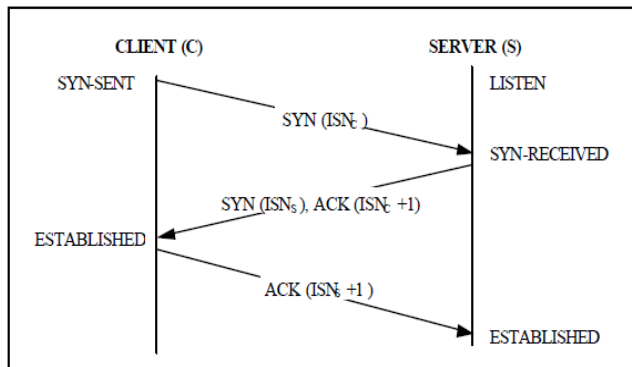 CLIENT (C) SERVER (S)
SYN-SENT LISTEN
SYN (ISNC)
SYN-RECEIVED
SYN (ISNS), ACK (ISNC +1)
ESTABLISHED
ACK (ISNS +1 )
ESTABLISHED